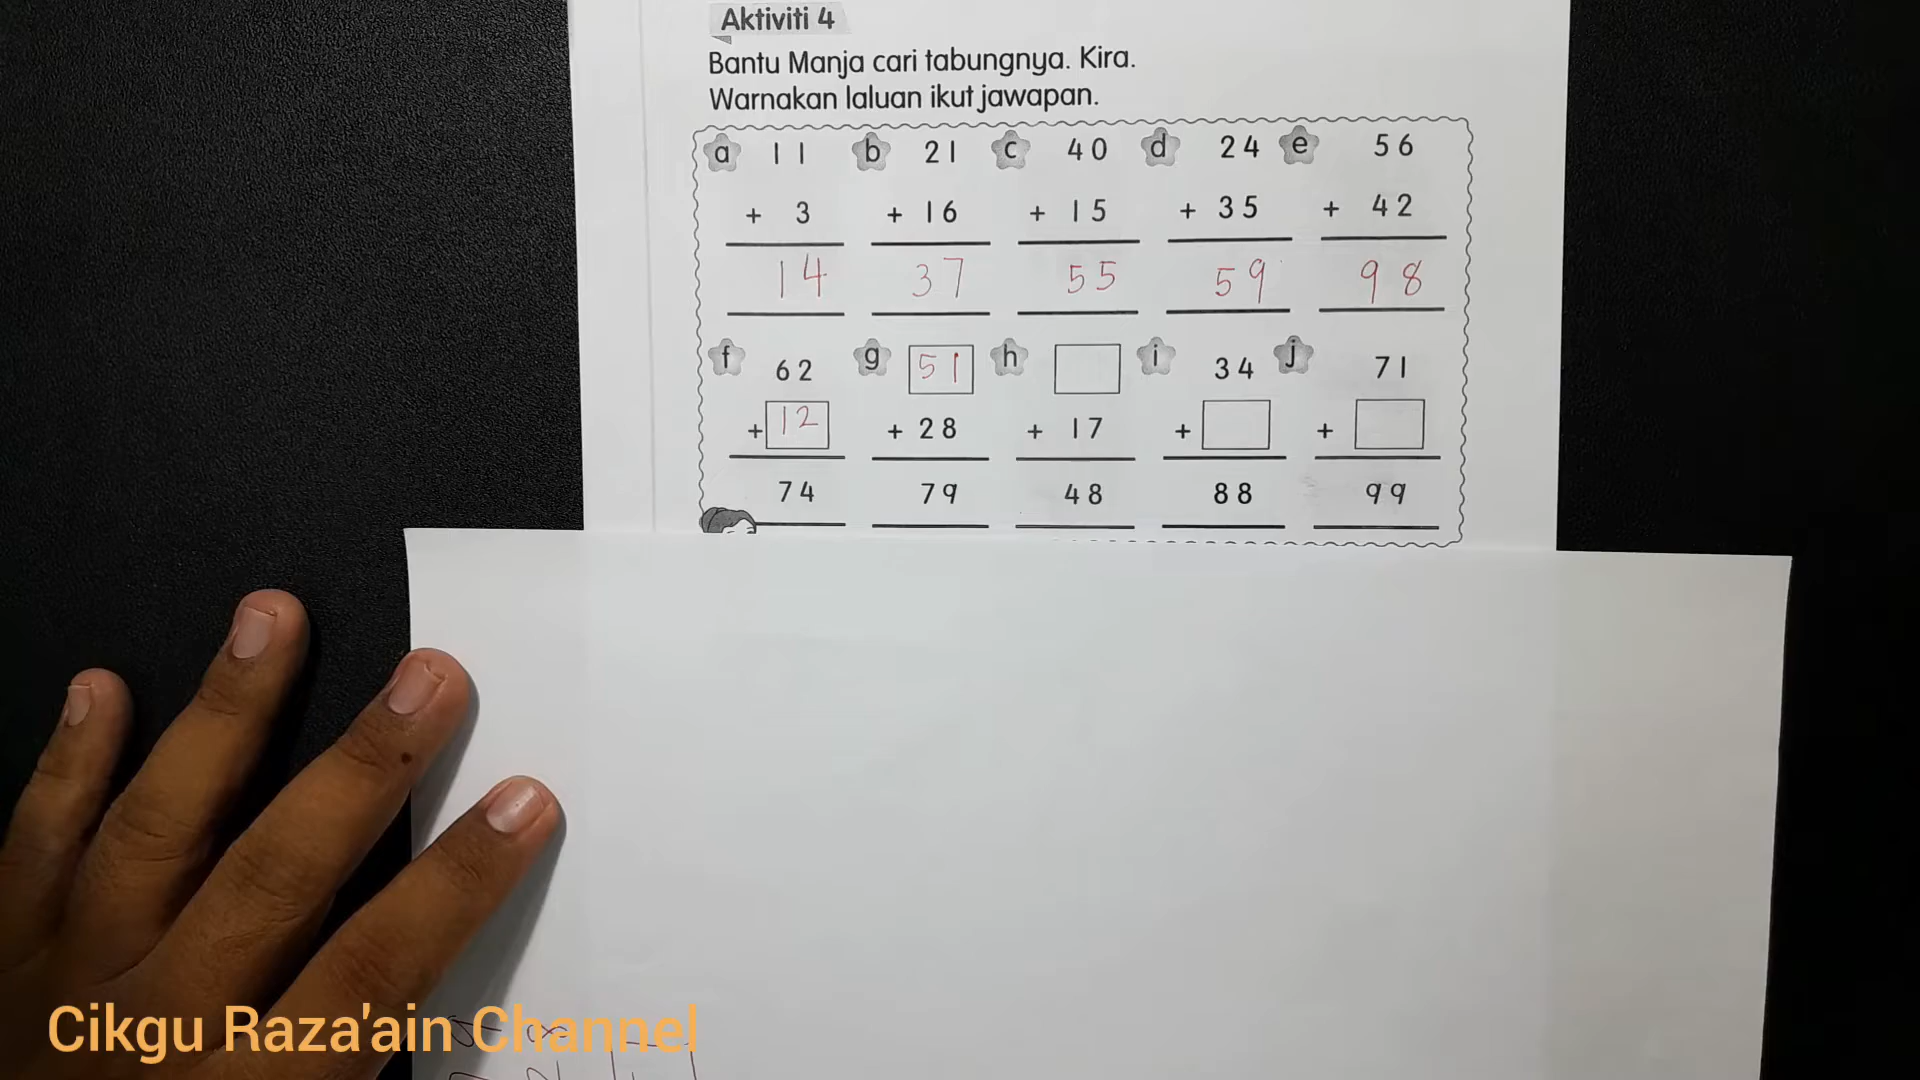 Aktiviti 4
Bantu Manja cari tabungnya. Kira.
Warnakan laluan ikut jawapan.
a 11 b 21 c 40 d 24 e 56
+ 3 + 16 + 15 + 35 + 42
14 37 55 59 98
f 62 g 51 h i 34 j 71
+ 12 + 28 + 17 + +
74 79 48 88 99
Cikgu Raza'ain Channel